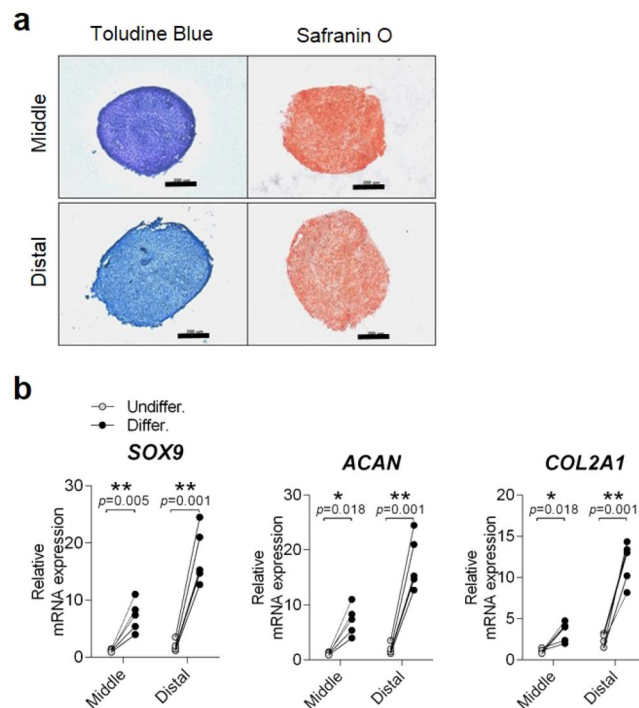 a
Toludine Blue Safranin O
Middle
Distal
b
Undiffer.
Differ.
SOX9
ACAN
COL2A1
** **
p=0.005 p=0.001
* **
p=0.018 p=0.001
* **
p=0.018 p=0.001
Relative
mRNA expression
30
20
10
0
Middle Distal
Relative
mRNA expression
30
20
10
0
Middle Distal
Relative
mRNA expression
20
15
10
5
0
Middle Distal